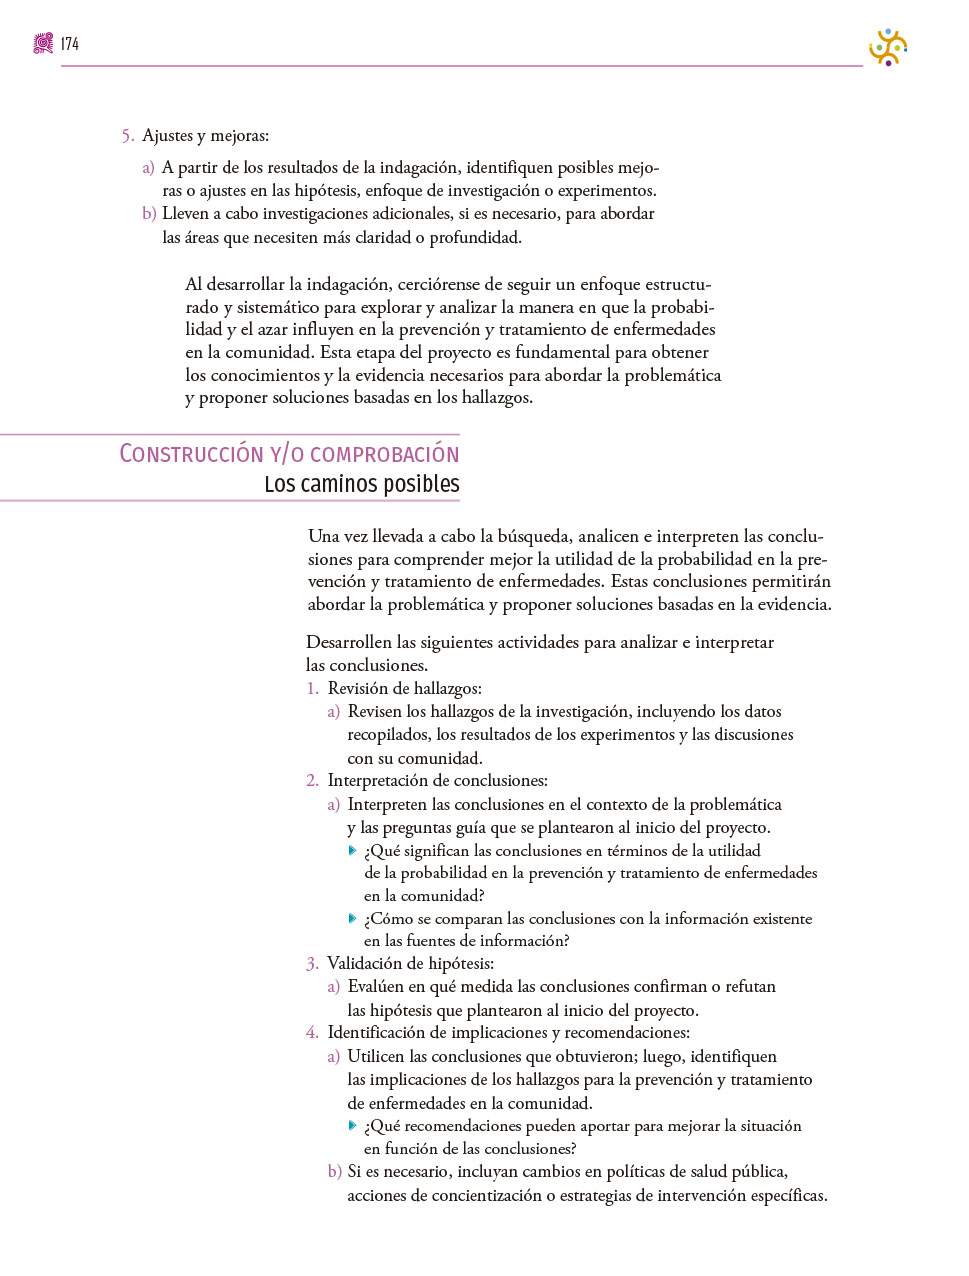 174
5. Ajustes y mejoras:
a) A partir de los resultados de la indagación, identifiquen posibles mejo-
ras o ajustes en las hipótesis, enfoque de investigación o experimentos.
b) Lleven a cabo investigaciones adicionales, si es necesario, para abordar
las áreas que necesiten más claridad o profundidad.
Al desarrollar la indagación, cerciórense de seguir un enfoque estructu-
rado y sistemático para explorar y analizar la manera en que la probabi-
lidad y el azar influyen en la prevención y tratamiento de enfermedades
en la comunidad. Esta etapa del proyecto es fundamental para obtener
los conocimientos y la evidencia necesarios para abordar la problemática
y proponer soluciones basadas en los hallazgos.
Construcción y/o comprobación
Los caminos posibles
Una vez llevada a cabo la búsqueda, analicen e interpreten las conclu-
siones para comprender mejor la utilidad de la probabilidad en la pre-
vención y tratamiento de enfermedades. Estas conclusiones permitirán
abordar la problemática y proponer soluciones basadas en la evidencia.
Desarrollen las siguientes actividades para analizar e interpretar
las conclusiones.
1. Revisión de hallazgos:
a) Revisen los hallazgos de la investigación, incluyendo los datos
recopilados, los resultados de los experimentos y las discusiones
con su comunidad.
2. Interpretación de conclusiones:
a) Interpreten las conclusiones en el contexto de la problemática
y las preguntas guía que se plantearon al inicio del proyecto.
¿Qué significan las conclusiones en términos de la utilidad
de la probabilidad en la prevención y tratamiento de enfermedades
en la comunidad?
¿Cómo se comparan las conclusiones con la información existente
en las fuentes de información?
3. Validación de hipótesis:
a) Evalúen en qué medida las conclusiones confirman o refutan
las hipótesis que plantearon al inicio del proyecto.
4. Identificación de implicaciones y recomendaciones:
a) Utilicen las conclusiones que obtuvieron; luego, identifiquen
las implicaciones de los hallazgos para la prevención y tratamiento
de enfermedades en la comunidad.
¿Qué recomendaciones pueden aportar para mejorar la situación
en función de las conclusiones?
b) Si es necesario, incluyan cambios en políticas de salud pública,
acciones de concientización o estrategias de intervención específicas.